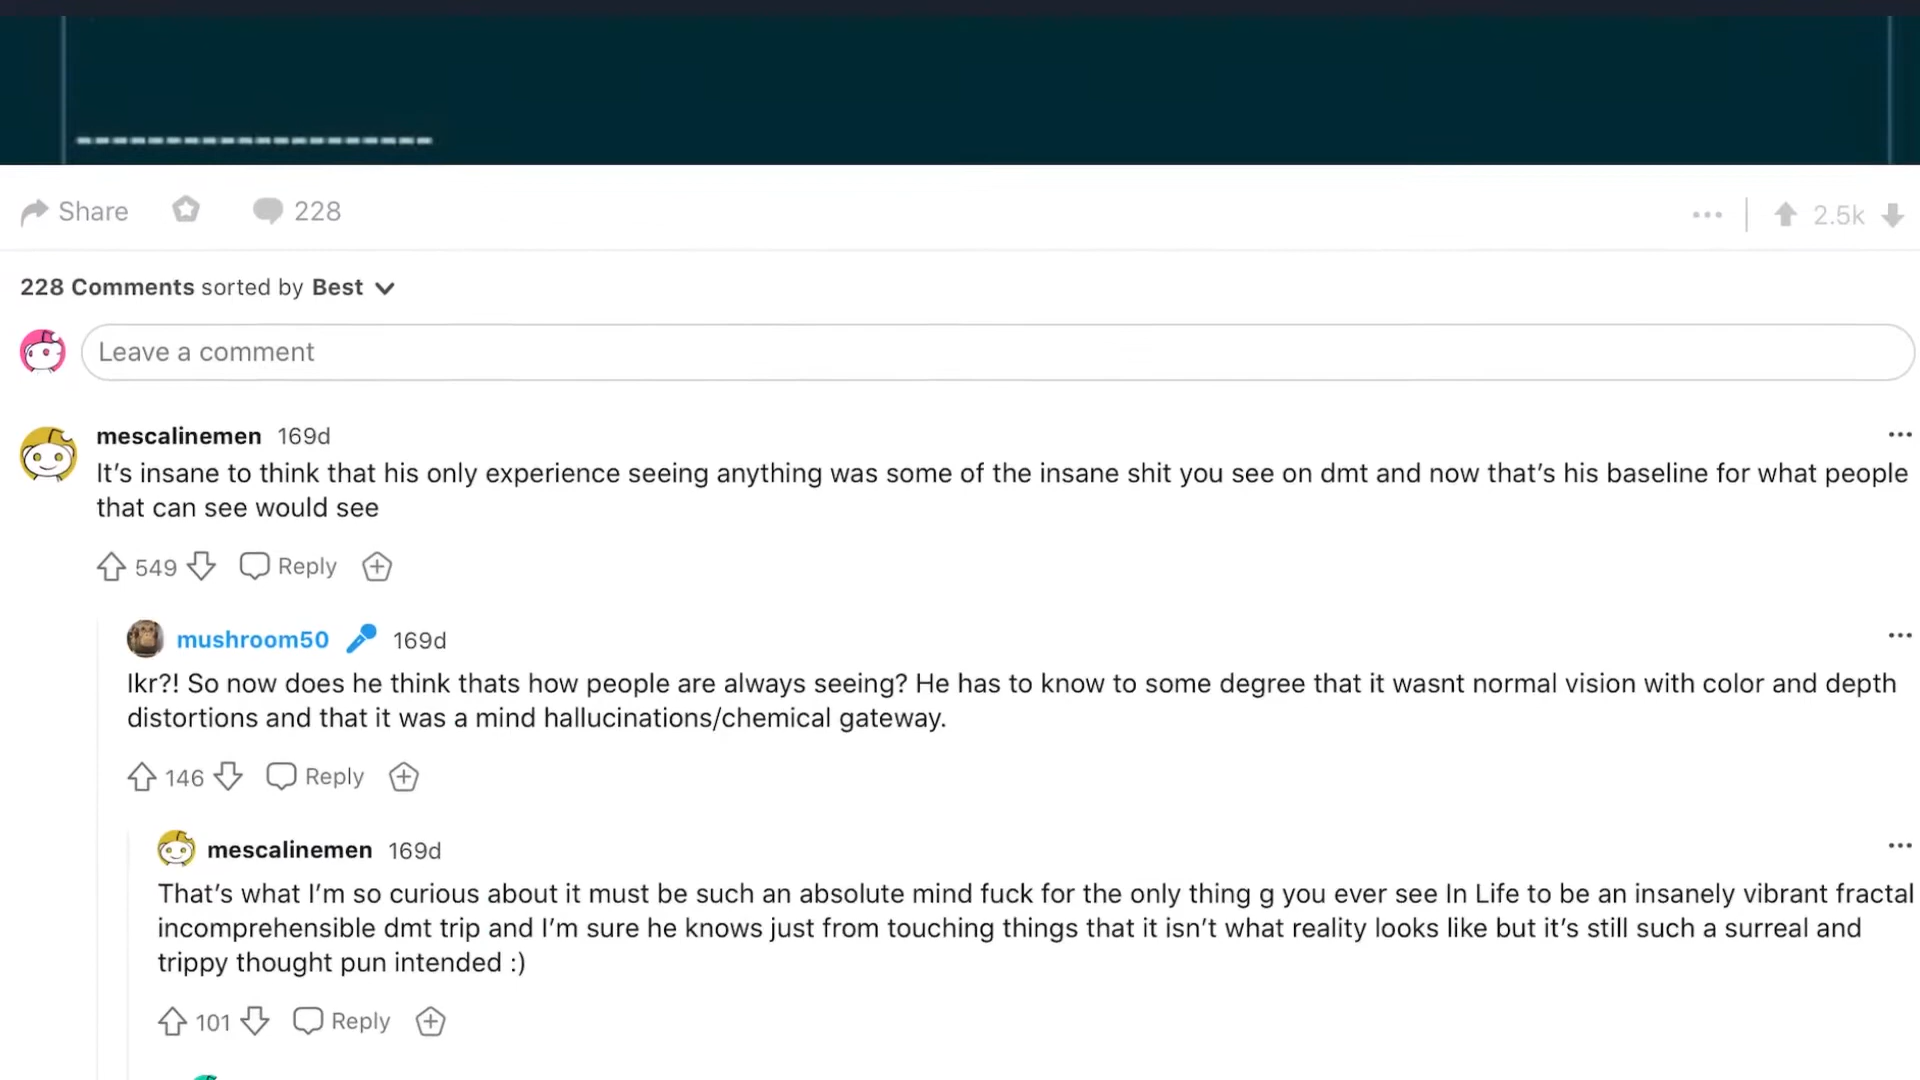 --------------------
Share 228 ... 2.5k
228 Comments sorted by Best
Leave a comment
mescalinemen 169d
It’s insane to think that his only experience seeing anything was some of the insane shit you see on dmt and now that’s his baseline for what people
that can see would see
549 Reply
mushroom50 169d
Ikr?! So now does he think thats how people are always seeing? He has to know to some degree that it wasnt normal vision with color and depth
distortions and that it was a mind hallucinations/chemical gateway.
146 Reply
mescalinemen 169d
That’s what I’m so curious about it must be such an absolute mind fuck for the only thing g you ever see In Life to be an insanely vibrant fractal
incomprehensible dmt trip and I’m sure he knows just from touching things that it isn’t what reality looks like but it’s still such a surreal and
trippy thought pun intended :)
101 Reply